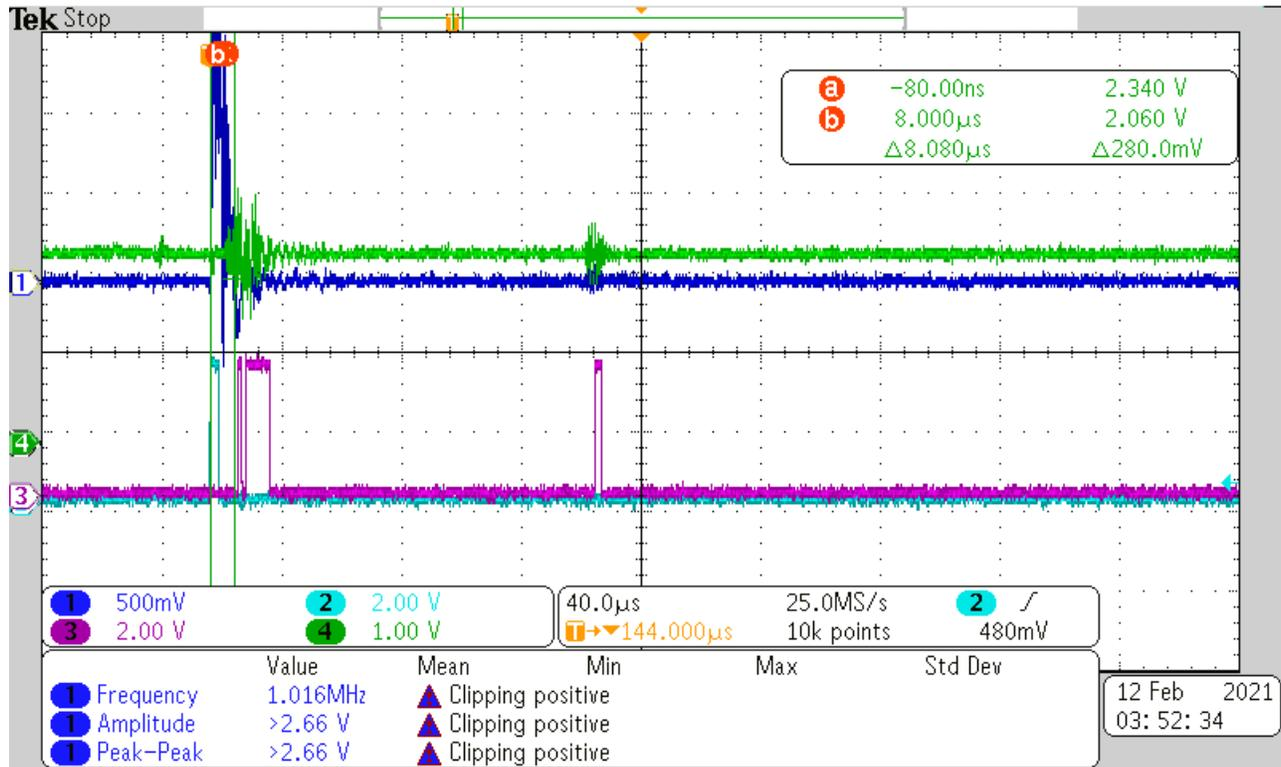 Tek Stop
T
b
a −80.00ns 2.340 V
b 8.000µs 2.060 V
△8.080µs △280.0mV
1
4
3
1 500mV 2 2.00 V
3 2.00 V 4 1.00 V
40.0µs 25.0MS/s 2 /
T→▼144.000µs 10k points 480mV
Value Mean Min Max Std Dev
1 Frequency 1.016MHz Clipping positive
1 Amplitude >2.66 V Clipping positive
1 Peak−Peak >2.66 V Clipping positive
12 Feb 2021
03: 52: 34